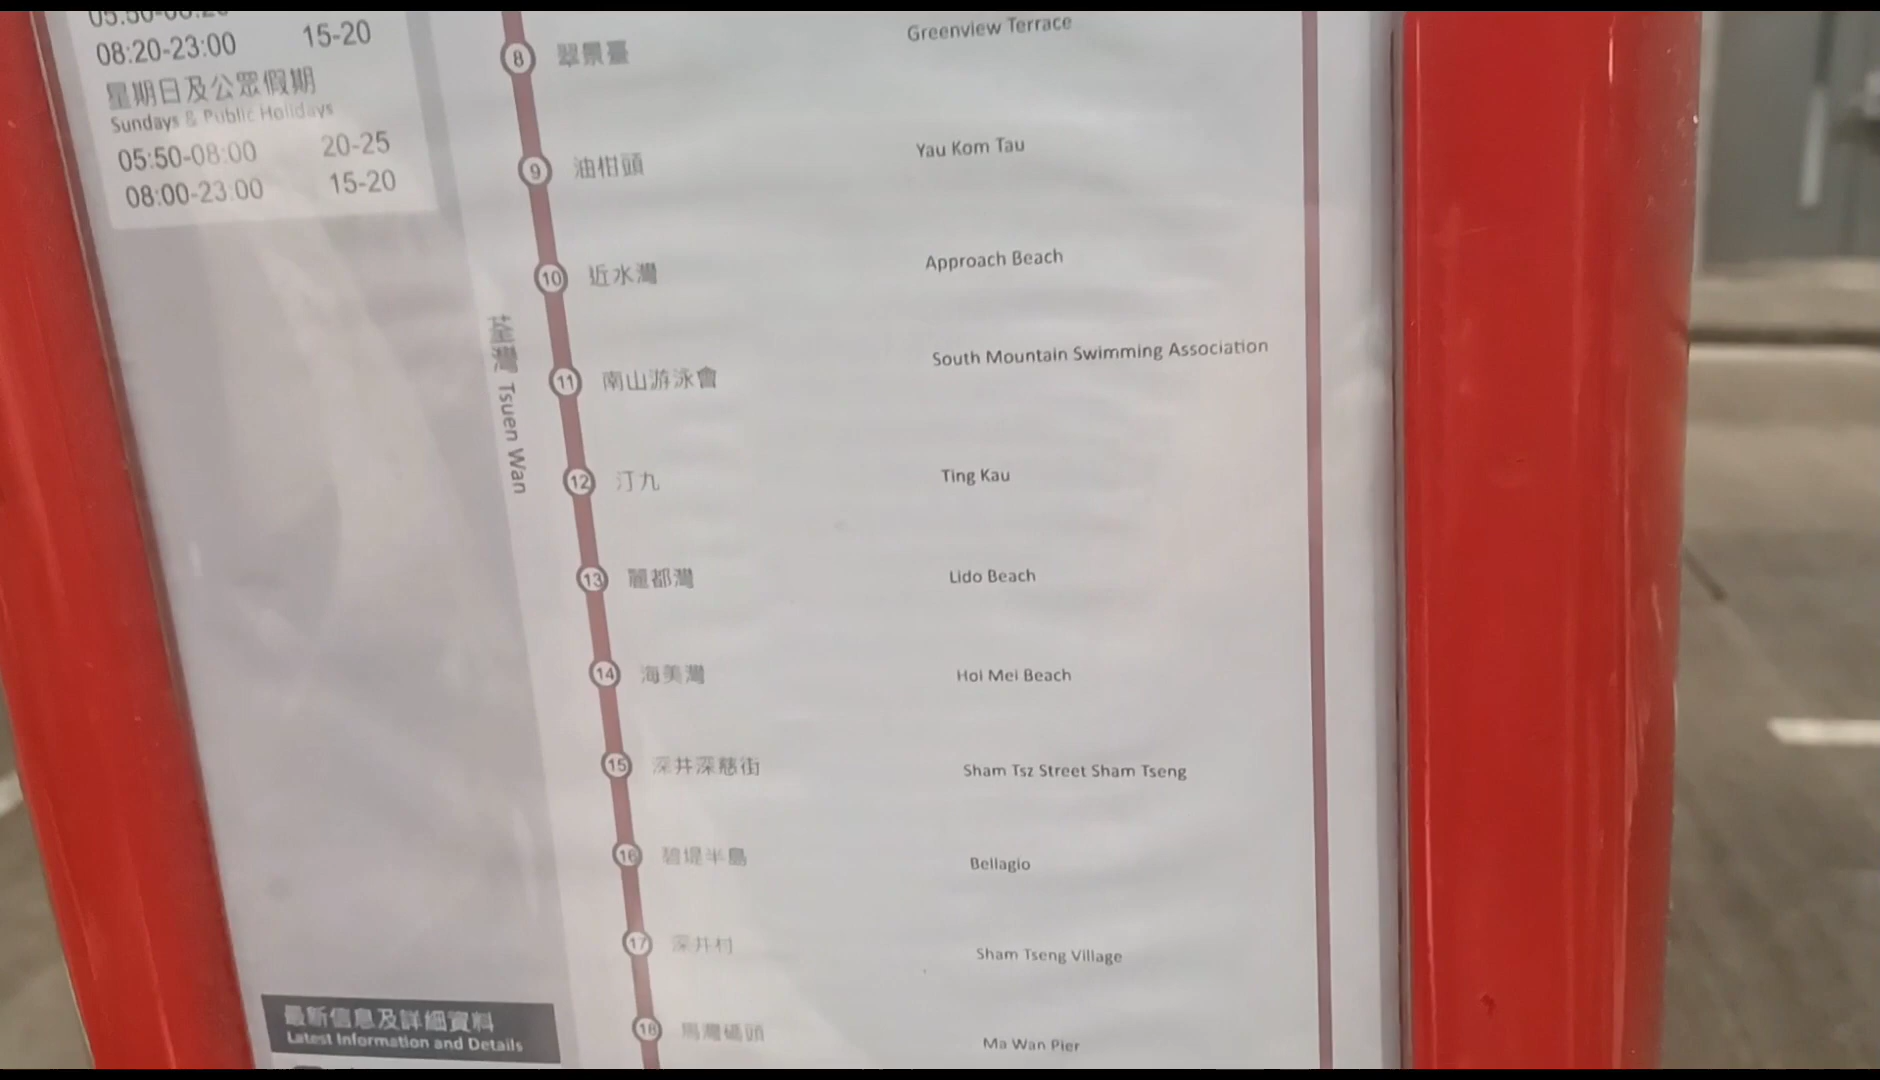 08:20-23:00 15-20
星期日及公眾假期
Sundays & Public Holidays
05:50-08:00 20-25
08:00-23:00 15-20
荃灣 Tsuen Wan
8 翠景臺 Greenview Terrace
9 油柑頭 Yau Kom Tau
10 近水灣 Approach Beach
11 南山游泳會 South Mountain Swimming Association
12 汀九 Ting Kau
13 麗都灣 Lido Beach
14 海美灣 Hoi Mei Beach
15 深井深慈街 Sham Tsz Street Sham Tseng
16 碧堤半島 Bellagio
17 深井村 Sham Tseng Village
18 馬灣碼頭 Ma Wan Pier
最新信息及詳細資料
Latest Information and Details